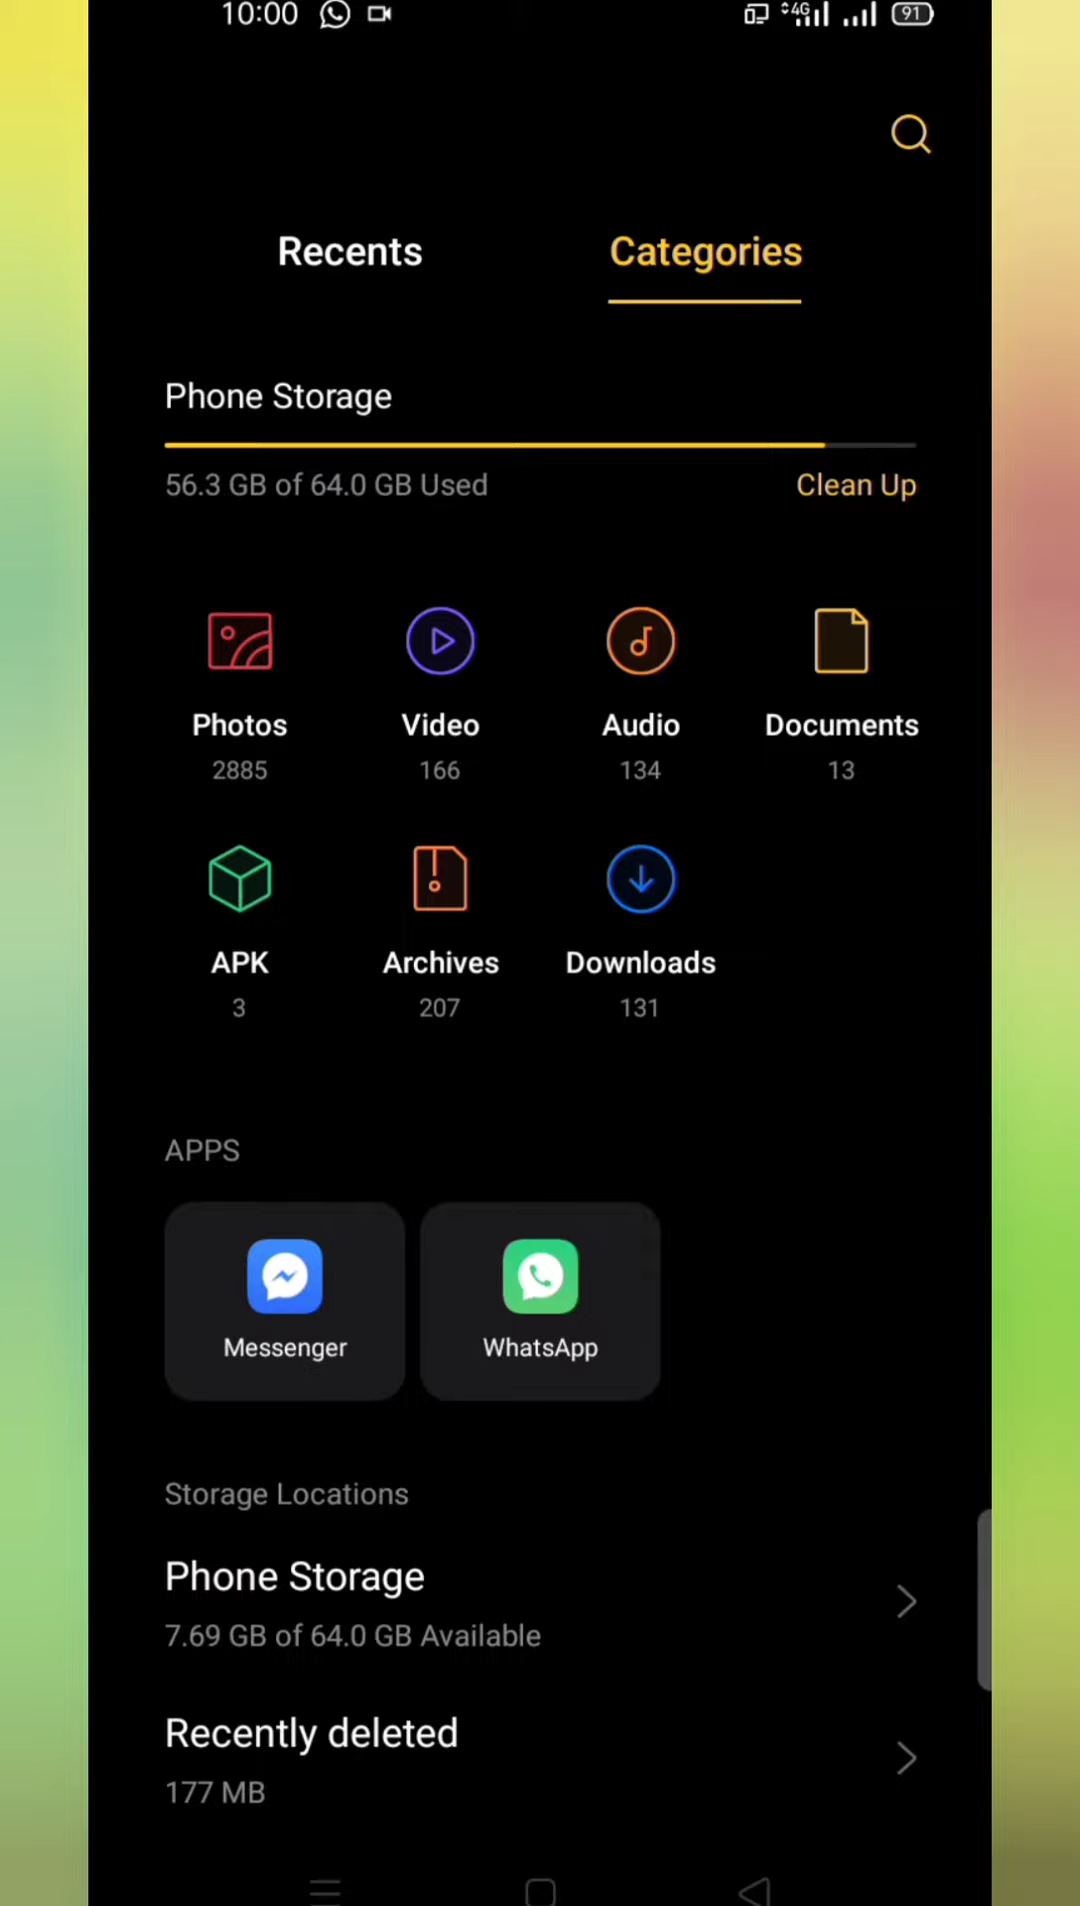 10:00 4G 91
Recents Categories
Phone Storage
56.3 GB of 64.0 GB Used Clean Up
Photos Video Audio Documents
2885 166 134 13
APK Archives Downloads
3 207 131
APPS
Messenger WhatsApp
Storage Locations
Phone Storage
7.69 GB of 64.0 GB Available
Recently deleted
177 MB